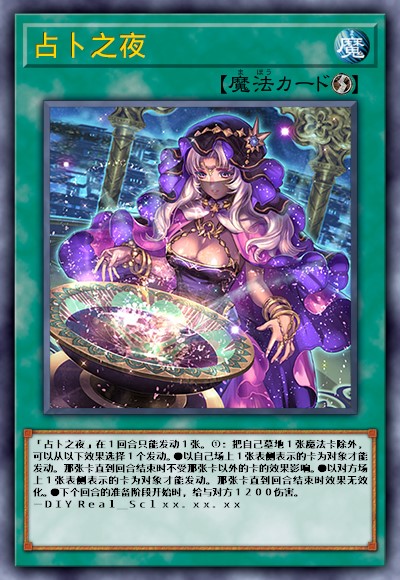 占卜之夜
魔
【魔法カード】
まほう
「占卜之夜」在1回合只能发动1张。①：把自己墓地1张魔法卡除外，
可以从以下效果选择1个发动。●以自己场上1张表侧表示的卡为对象才能
发动。那张卡直到回合结束时不受那张卡以外的卡的效果影响。●以对方场
上1张表侧表示的卡为对象才能发动。那张卡直到回合结束时效果无效
化。●下个回合的准备阶段开始时，给与对方1200伤害。
－DIY Real＿Scl xx. xx. xx